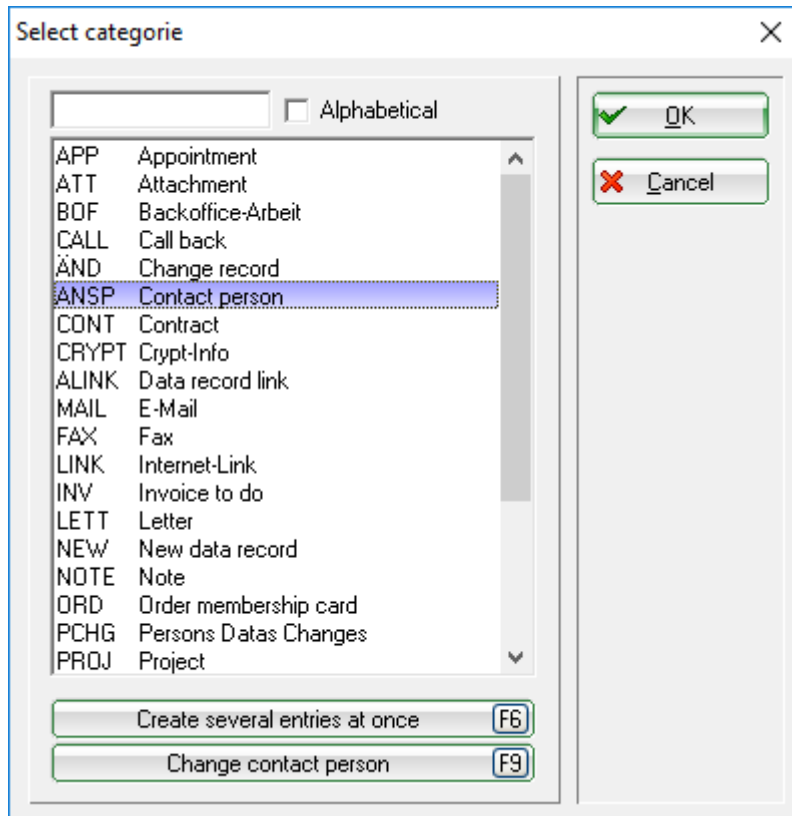 Select categorie
Alphabetical
OK
Cancel
APP Appointment
ATT Attachment
BOF Backoffice-Arbeit
CALL Call back
ÄND Change record
ANSP Contact person
CONT Contract
CRYPT Crypt-Info
ALINK Data record link
MAIL E-Mail
FAX Fax
LINK Internet-Link
INV Invoice to do
LETT Letter
NEW New data record
NOTE Note
ORD Order membership card
PCHG Persons Datas Changes
PROJ Project
Create several entries at once F6
Change contact person F9